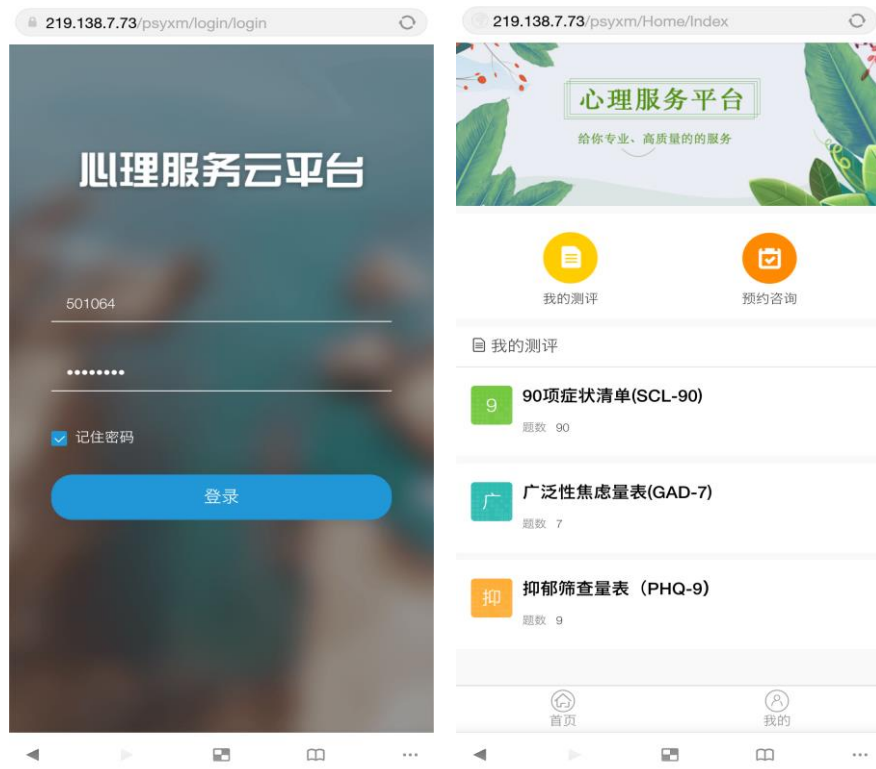 219.138.7.73/psyxm/login/login
心理服务云平台
501064
••••••••
记住密码
登录
219.138.7.73/psyxm/Home/Index
心理服务平台
给你专业、高质量的的服务
我的测评
预约咨询
我的测评
9
90项症状清单(SCL-90)
题数 90
广
广泛性焦虑量表(GAD-7)
题数 7
抑
抑郁筛查量表（PHQ-9）
题数 9
首页
我的